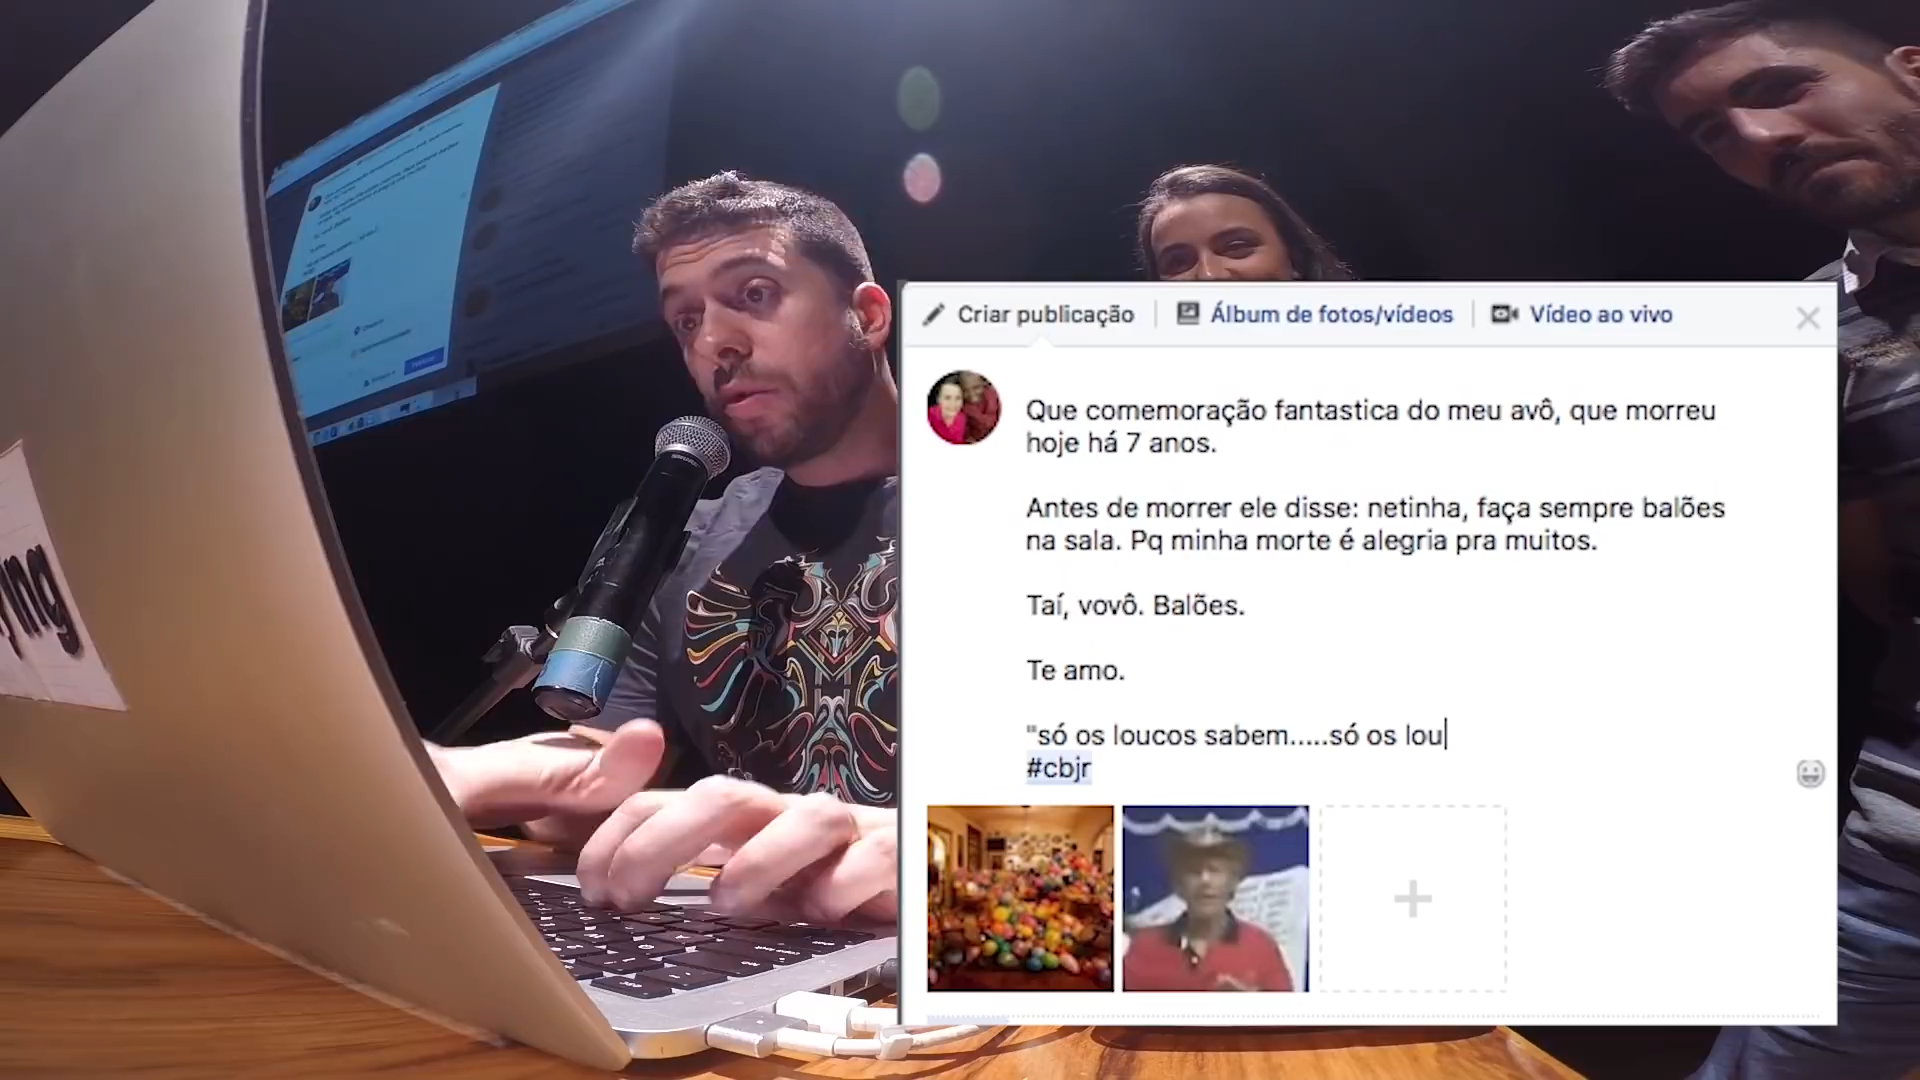 Criar publicação
Álbum de fotos/vídeos
Vídeo ao vivo
Que comemoração fantastica do meu avô, que morreu
hoje há 7 anos.
Antes de morrer ele disse: netinha, faça sempre balões
na sala. Pq minha morte é alegria pra muitos.
Taí, vovô. Balões.
Te amo.
"só os loucos sabem.....só os lou
#cbjr
ying